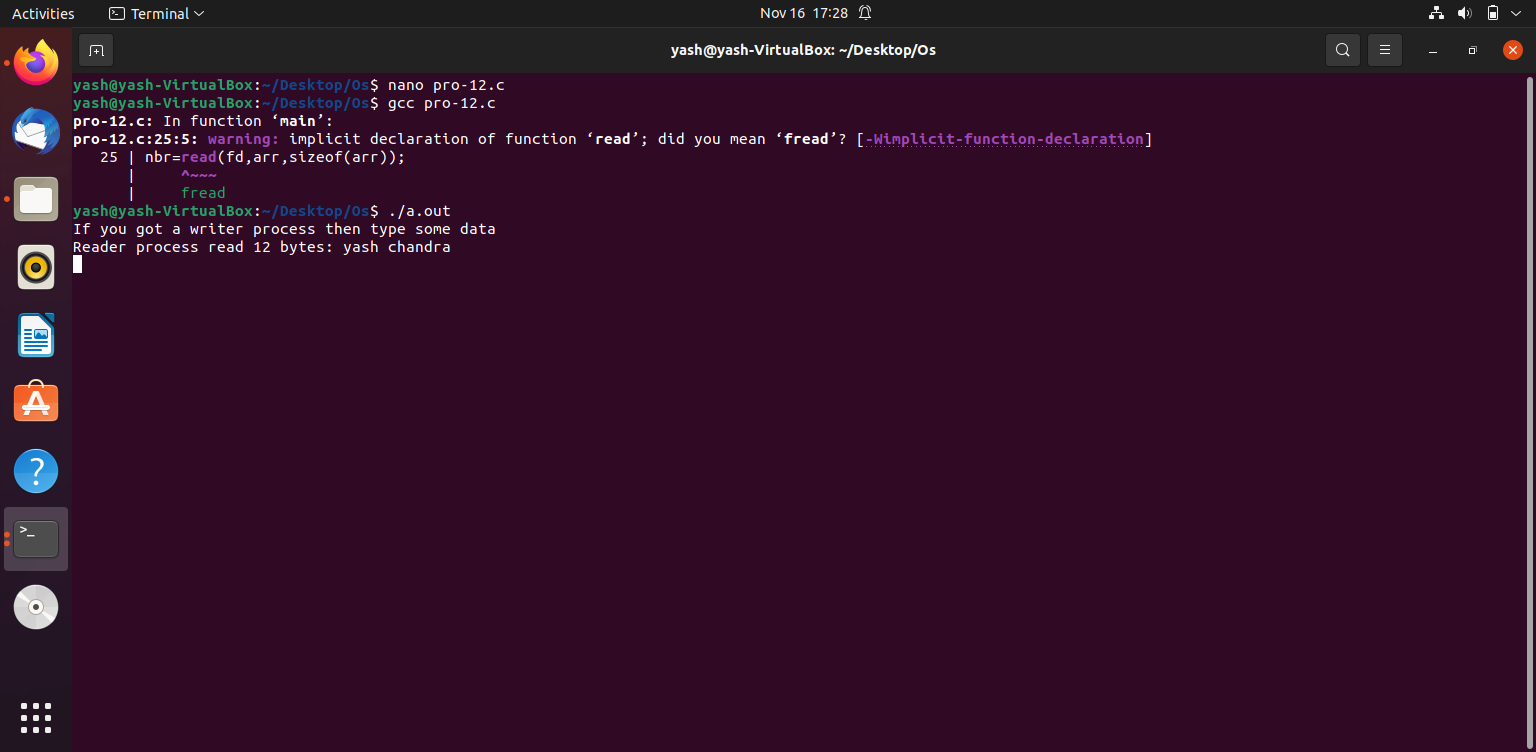 Activities
Terminal
Nov 16 17:28
yash@yash-VirtualBox: ~/Desktop/Os
yash@yash-VirtualBox:~/Desktop/Os$ nano pro-12.c
yash@yash-VirtualBox:~/Desktop/Os$ gcc pro-12.c
pro-12.c: In function ‘main’:
pro-12.c:25:5: warning: implicit declaration of function ‘read’; did you mean ‘fread’? [-Wimplicit-function-declaration]
   25 | nbr=read(fd,arr,sizeof(arr));
      |     ^~~~
      |     fread
yash@yash-VirtualBox:~/Desktop/Os$ ./a.out
If you got a writer process then type some data
Reader process read 12 bytes: yash chandra